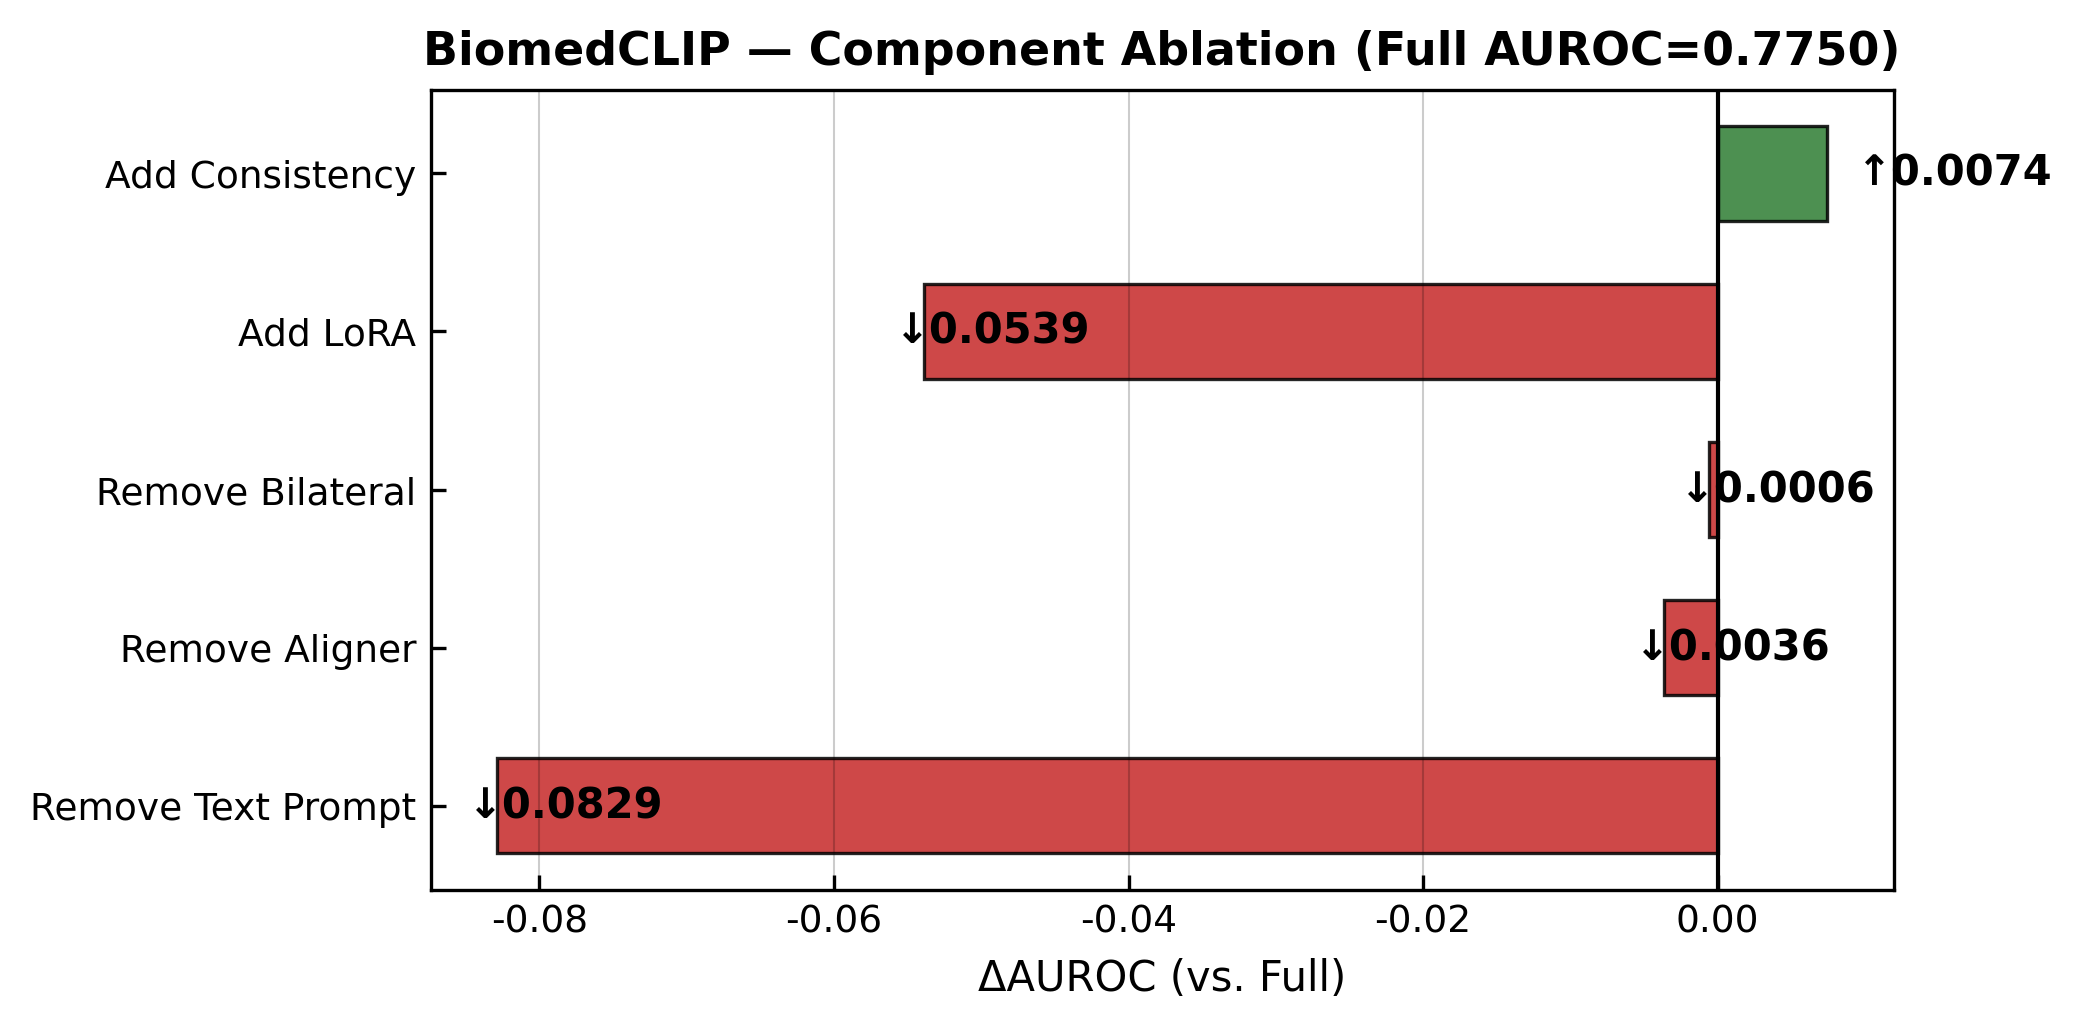 BiomedCLIP — Component Ablation (Full AUROC=0.7750)
Add Consistency
↑0.0074
Add LoRA
↓0.0539
Remove Bilateral
↓0.0006
Remove Aligner
↓0.0036
Remove Text Prompt
↓0.0829
-0.08 -0.06 -0.04 -0.02 0.00
ΔAUROC (vs. Full)